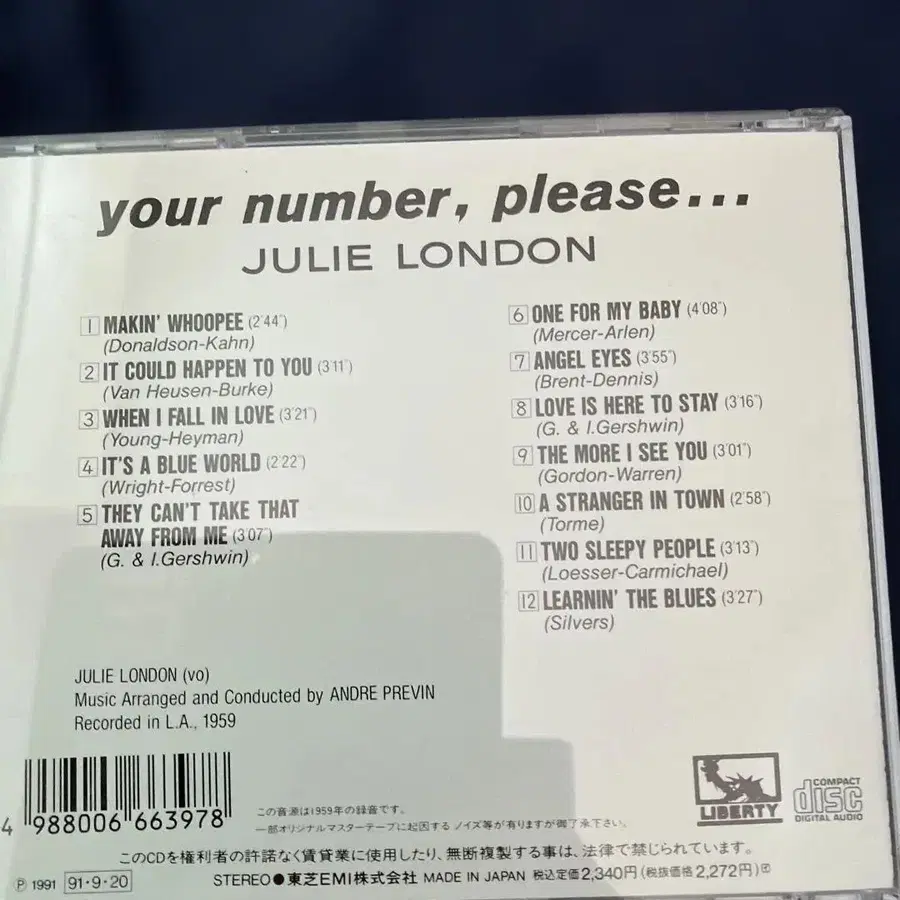 your number, please...
JULIE LONDON
1 MAKIN' WHOOPEE (2'44")
(Donaldson-Kahn)
2 IT COULD HAPPEN TO YOU (3'11")
(Van Heusen-Burke)
3 WHEN I FALL IN LOVE (3'21")
(Young-Heyman)
4 IT'S A BLUE WORLD (2'22")
(Wright-Forrest)
5 THEY CAN'T TAKE THAT
AWAY FROM ME (3'07")
(G. & I.Gershwin)
6 ONE FOR MY BABY (4'08")
(Mercer-Arlen)
7 ANGEL EYES (3'55")
(Brent-Dennis)
8 LOVE IS HERE TO STAY (3'16")
(G. & I.Gershwin)
9 THE MORE I SEE YOU (3'01")
(Gordon-Warren)
10 A STRANGER IN TOWN (2'58")
(Torme)
11 TWO SLEEPY PEOPLE (3'13")
(Loesser-Carmichael)
12 LEARNIN' THE BLUES (3'27")
(Silvers)
JULIE LONDON (vo)
Music Arranged and Conducted by ANDRE PREVIN
Recorded in L.A., 1959
4 988006 663978
この音源は1959年の録音です。
一部オリジナルマスターテープに起因するノイズ等が有りますが御了承下さい。
LIBERTY
COMPACT
disc
DIGITAL AUDIO
このCDを権利者の許諾なく賃貸業に使用したり、無断複製する事は、法律で禁じられています。
Ⓟ 1991 91・9・20 STEREO●東芝EMI株式会社 MADE IN JAPAN 税込定価2,340円(税抜価格2,272円)